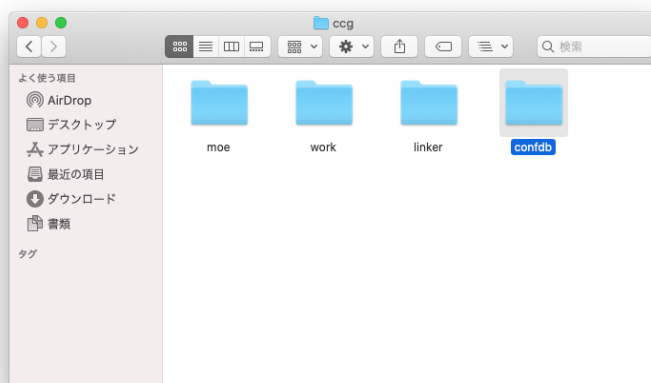 ccg
検索
よく使う項目
AirDrop
デスクトップ
アプリケーション
最近の項目
ダウンロード
書類
タグ
moe
work
linker
confdb